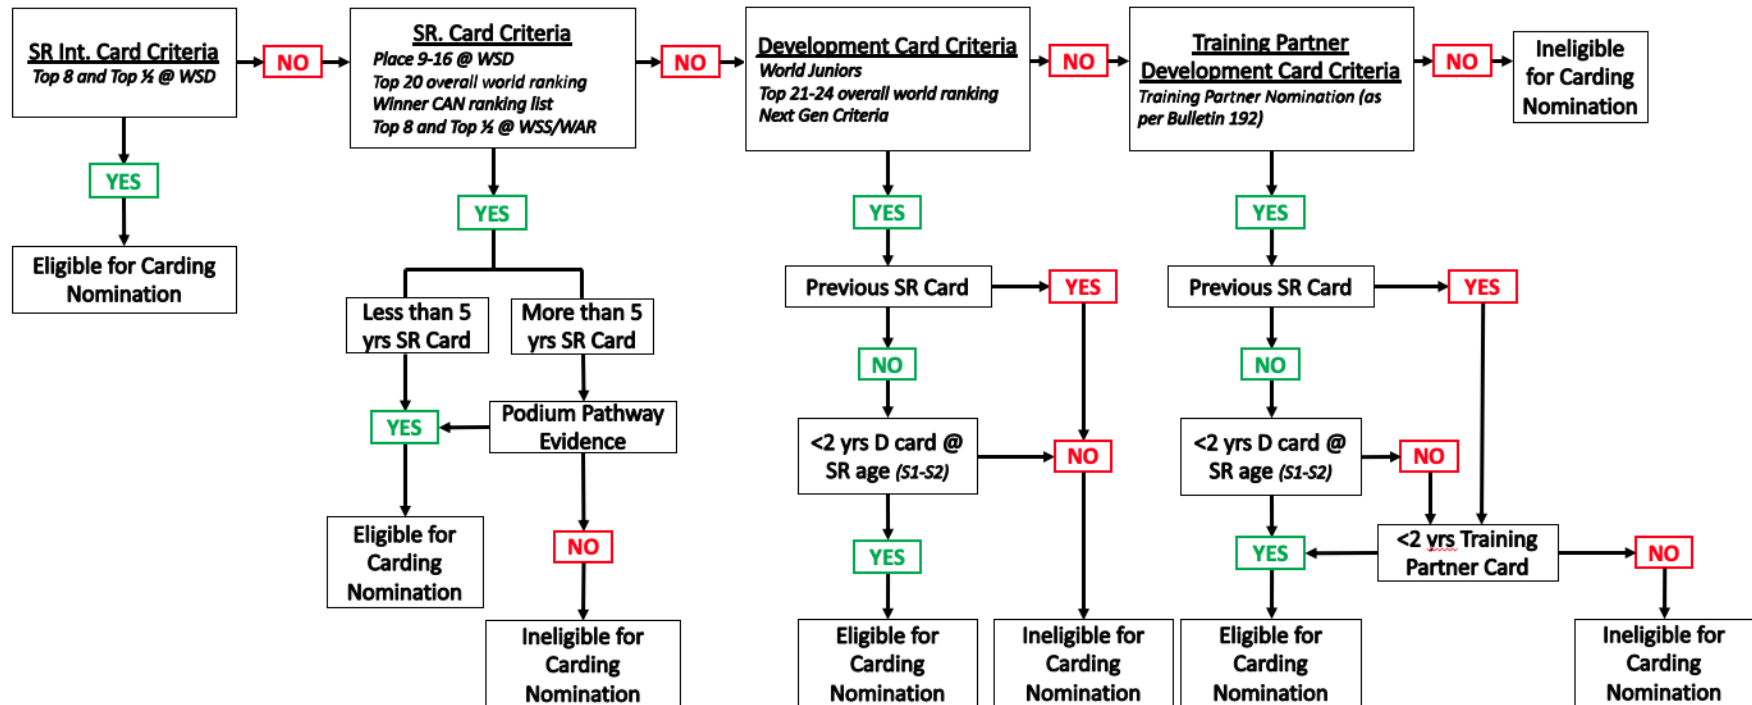 SR Int. Card Criteria
Top 8 and Top ½ @ WSD
NO
SR. Card Criteria
Place 9-16 @ WSD
Top 20 overall world ranking
Winner CAN ranking list
Top 8 and Top ½ @ WSS/WAR
NO
Development Card Criteria
World Juniors
Top 21-24 overall world ranking
Next Gen Criteria
NO
Training Partner
Development Card Criteria
Training Partner Nomination (as
per Bulletin 192)
NO
Ineligible
for Carding
Nomination
YES
Eligible for Carding
Nomination
YES
Less than 5
yrs SR Card
More than 5
yrs SR Card
YES
Podium Pathway
Evidence
Eligible for
Carding
Nomination
NO
Ineligible for
Carding
Nomination
YES
Previous SR Card
YES
NO
<2 yrs D card @
SR age (S1-S2)
NO
YES
Eligible for
Carding
Nomination
Ineligible for
Carding
Nomination
YES
Previous SR Card
YES
NO
<2 yrs D card @
SR age (S1-S2)
NO
YES
<2 yrs Training
Partner Card
NO
Eligible for
Carding
Nomination
Ineligible for
Carding
Nomination